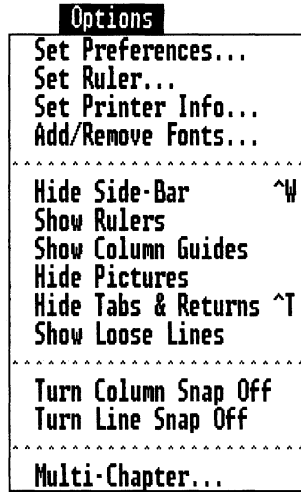 Options
Set Preferences...
Set Ruler...
Set Printer Info...
Add/Remove Fonts...
Hide Side-Bar ^W
Show Rulers
Show Column Guides
Hide Pictures
Hide Tabs & Returns ^T
Show Loose Lines
Turn Column Snap Off
Turn Line Snap Off
Multi-Chapter...